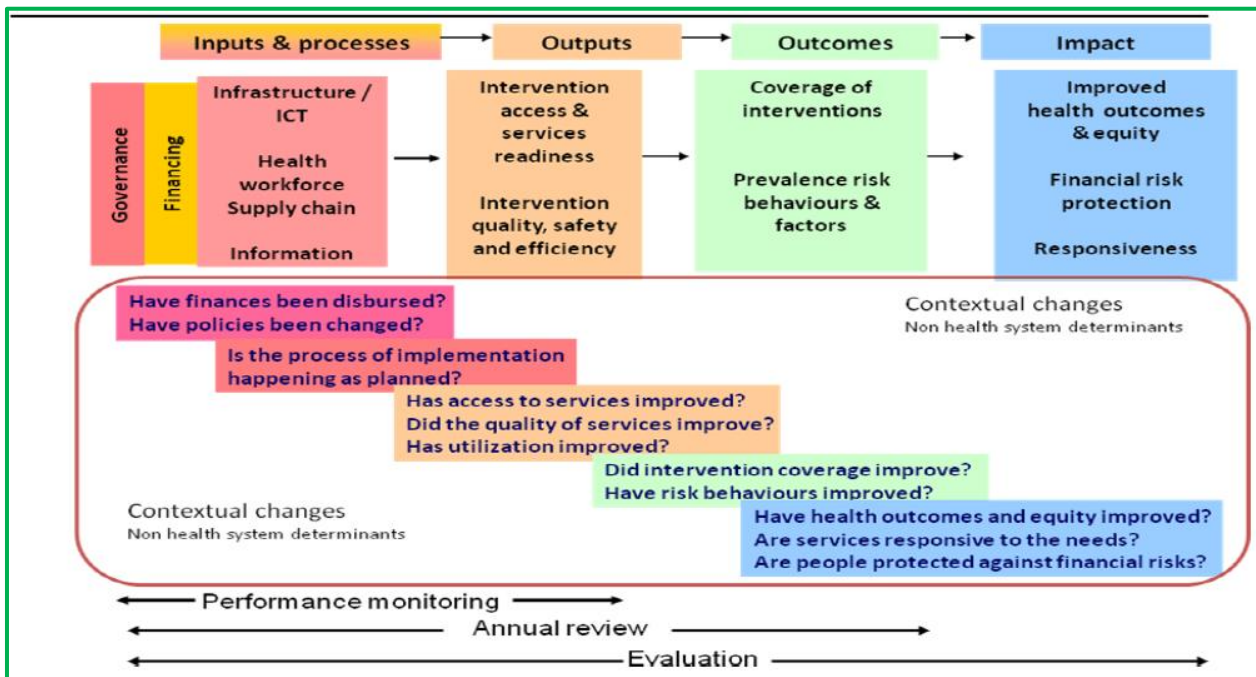 Inputs & processes
Outputs
Outcomes
Impact
Governance
Financing
Infrastructure /
ICT
Health
workforce
Supply chain
Information
Intervention
access &
services
readiness
Intervention
quality, safety
and efficiency
Coverage of
interventions
Prevalence risk
behaviours &
factors
Improved
health outcomes
& equity
Financial risk
protection
Responsiveness
Have finances been disbursed?
Have policies been changed?
Contextual changes
Non health system determinants
Is the process of implementation
happening as planned?
Has access to services improved?
Did the quality of services improve?
Has utilization improved?
Did intervention coverage improve?
Have risk behaviours improved?
Contextual changes
Non health system determinants
Have health outcomes and equity improved?
Are services responsive to the needs?
Are people protected against financial risks?
Performance monitoring
Annual review
Evaluation